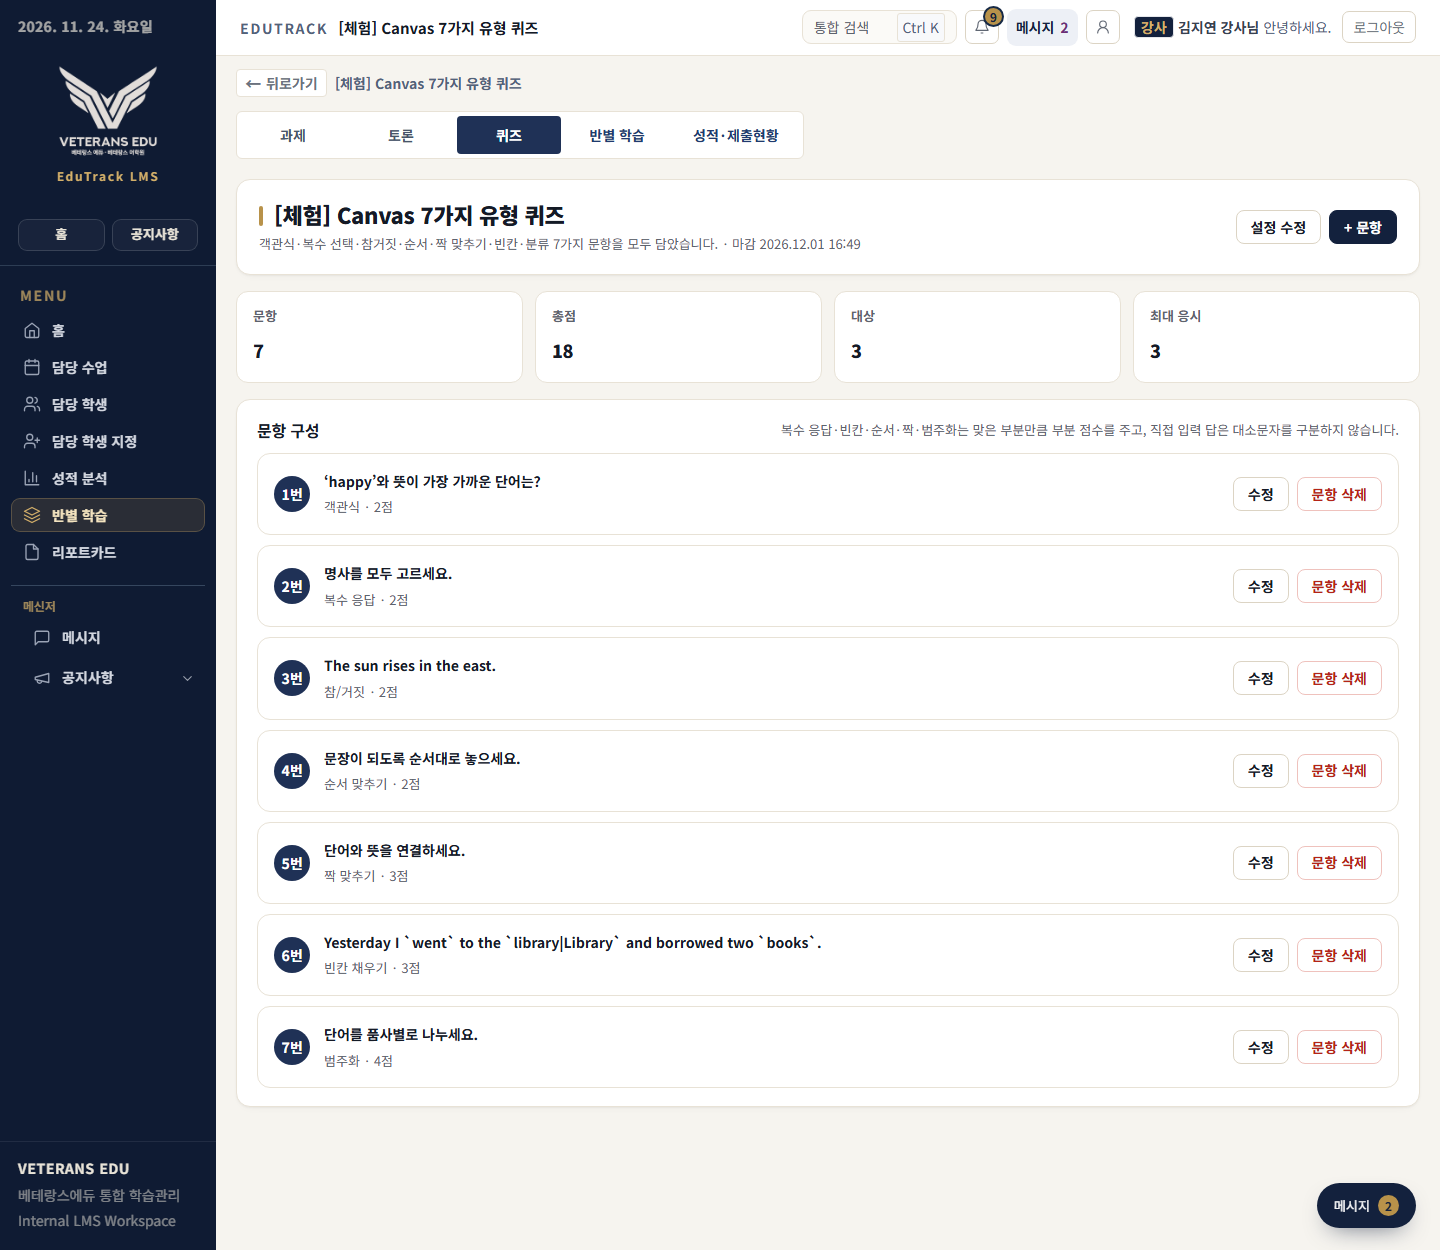 2026. 11. 24. 화요일
VETERANS EDU
베테랑스 에듀 · 베테랑스 어학원
EduTrack LMS
홈
공지사항
MENU
홈
담당 수업
담당 학생
담당 학생 지정
성적 분석
반별 학습
리포트카드
메신저
메시지
공지사항
VETERANS EDU
베테랑스에듀 통합 학습관리
Internal LMS Workspace
EDUTRACK [체험] Canvas 7가지 유형 퀴즈
통합 검색 Ctrl K
9
메시지 2
강사 김지연 강사님 안녕하세요.
로그아웃
← 뒤로가기 [체험] Canvas 7가지 유형 퀴즈
과제 토론 퀴즈 반별 학습 성적·제출현황
[체험] Canvas 7가지 유형 퀴즈
객관식·복수 선택·참거짓·순서·짝 맞추기·빈칸·분류 7가지 문항을 모두 담았습니다. · 마감 2026.12.01 16:49
설정 수정 + 문항
문항
7
총점
18
대상
3
최대 응시
3
문항 구성
복수 응답·빈칸·순서·짝·범주화는 맞은 부분만큼 부분 점수를 주고, 직접 입력 답은 대소문자를 구분하지 않습니다.
1번 ‘happy’와 뜻이 가장 가까운 단어는?
객관식 · 2점
수정 문항 삭제
2번 명사를 모두 고르세요.
복수 응답 · 2점
수정 문항 삭제
3번 The sun rises in the east.
참/거짓 · 2점
수정 문항 삭제
4번 문장이 되도록 순서대로 놓으세요.
순서 맞추기 · 2점
수정 문항 삭제
5번 단어와 뜻을 연결하세요.
짝 맞추기 · 3점
수정 문항 삭제
6번 Yesterday I `went` to the `library|Library` and borrowed two `books`.
빈칸 채우기 · 3점
수정 문항 삭제
7번 단어를 품사별로 나누세요.
범주화 · 4점
수정 문항 삭제
메시지 2